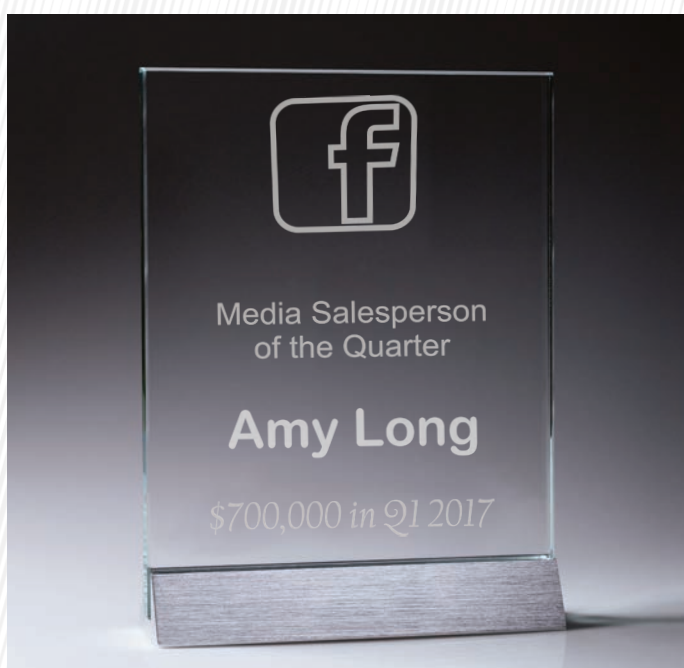 f
Media Salesperson
of the Quarter
Amy Long
$700,000 in Q1 2017